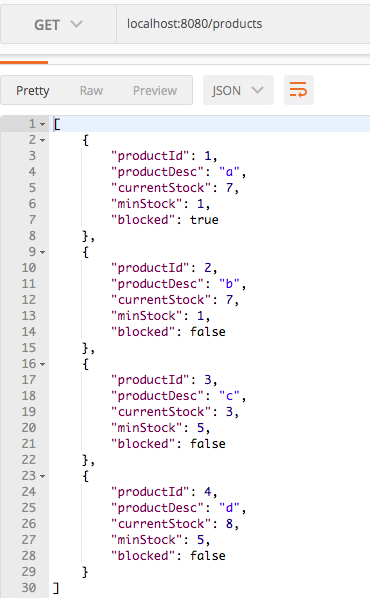 GET localhost:8080/products
Pretty Raw Preview JSON
1 [
2 {
3 "productId": 1,
4 "productDesc": "a",
5 "currentStock": 7,
6 "minStock": 1,
7 "blocked": true
8 },
9 {
10 "productId": 2,
11 "productDesc": "b",
12 "currentStock": 7,
13 "minStock": 1,
14 "blocked": false
15 },
16 {
17 "productId": 3,
18 "productDesc": "c",
19 "currentStock": 3,
20 "minStock": 5,
21 "blocked": false
22 },
23 {
24 "productId": 4,
25 "productDesc": "d",
26 "currentStock": 8,
27 "minStock": 5,
28 "blocked": false
29 }
30 ]